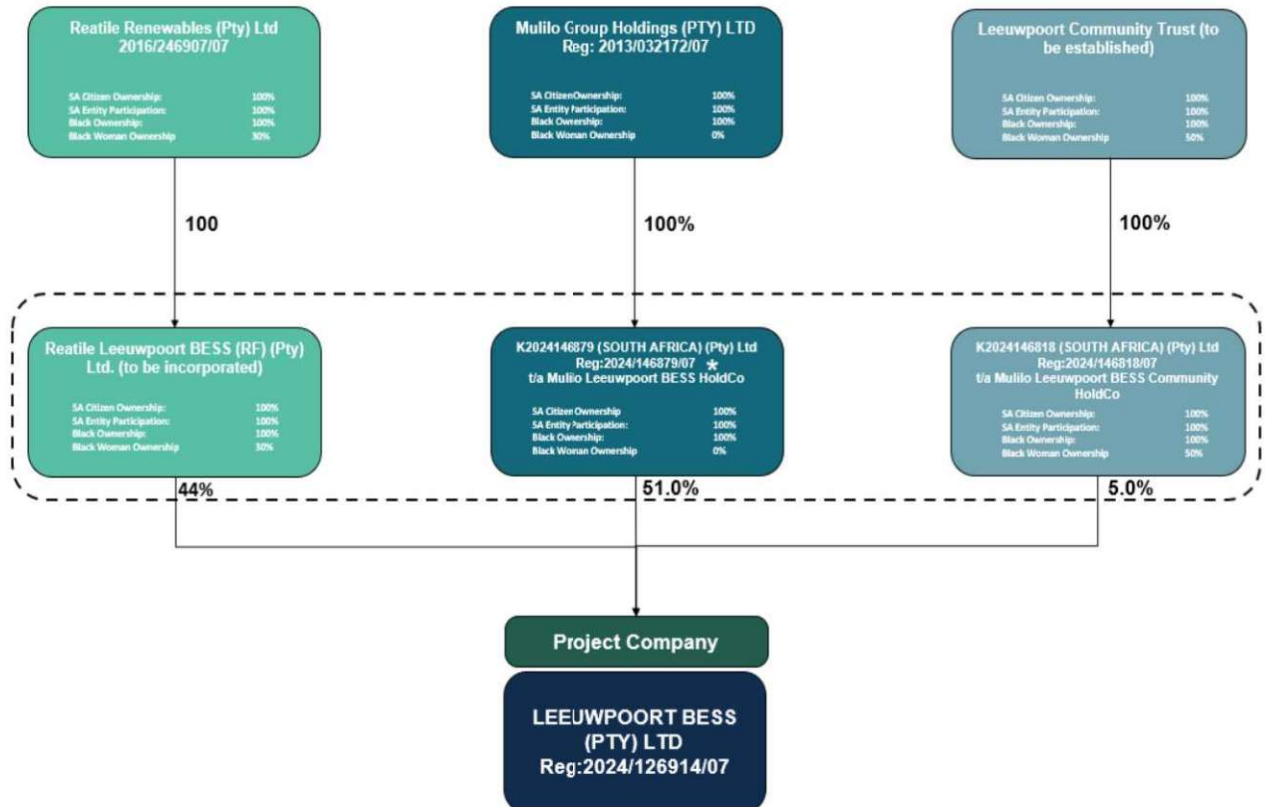 Reatile Renewables (Pty) Ltd
2016/246907/07
SA Citizen Ownership: 100%
SA Entity Participation: 100%
Black Ownership: 100%
Black Woman Ownership 30%
Mulilo Group Holdings (PTY) LTD
Reg: 2013/032172/07
SA Citizen Ownership: 100%
SA Entity Participation: 100%
Black Ownership: 100%
Black Woman Ownership 0%
Leeuwpoort Community Trust (to
be established)
SA Citizen Ownership: 100%
SA Entity Participation: 100%
Black Ownership: 100%
Black Woman Ownership 50%
100
100%
100%
Reatile Leeuwpoort BESS (RF) (Pty)
Ltd. (to be incorporated)
SA Citizen Ownership: 100%
SA Entity Participation: 100%
Black Ownership: 100%
Black Woman Ownership 30%
K2024146879 (SOUTH AFRICA) (Pty) Ltd
Reg:2024/146879/07 *
t/a Mulilo Leeuwpoort BESS HoldCo
SA Citizen Ownership 100%
SA Entity Participation: 100%
Black Ownership: 100%
Black Woman Ownership 0%
K2024146818 (SOUTH AFRICA) (Pty) Ltd
Reg:2024/146818/07
t/a Mulilo Leeuwpoort BESS Community
HoldCo
SA Citizen Ownership: 100%
SA Entity Participation: 100%
Black Ownership: 100%
Black Woman Ownership 50%
44%
51.0%
5.0%
Project Company
LEEUWPOORT BESS
(PTY) LTD
Reg:2024/126914/07